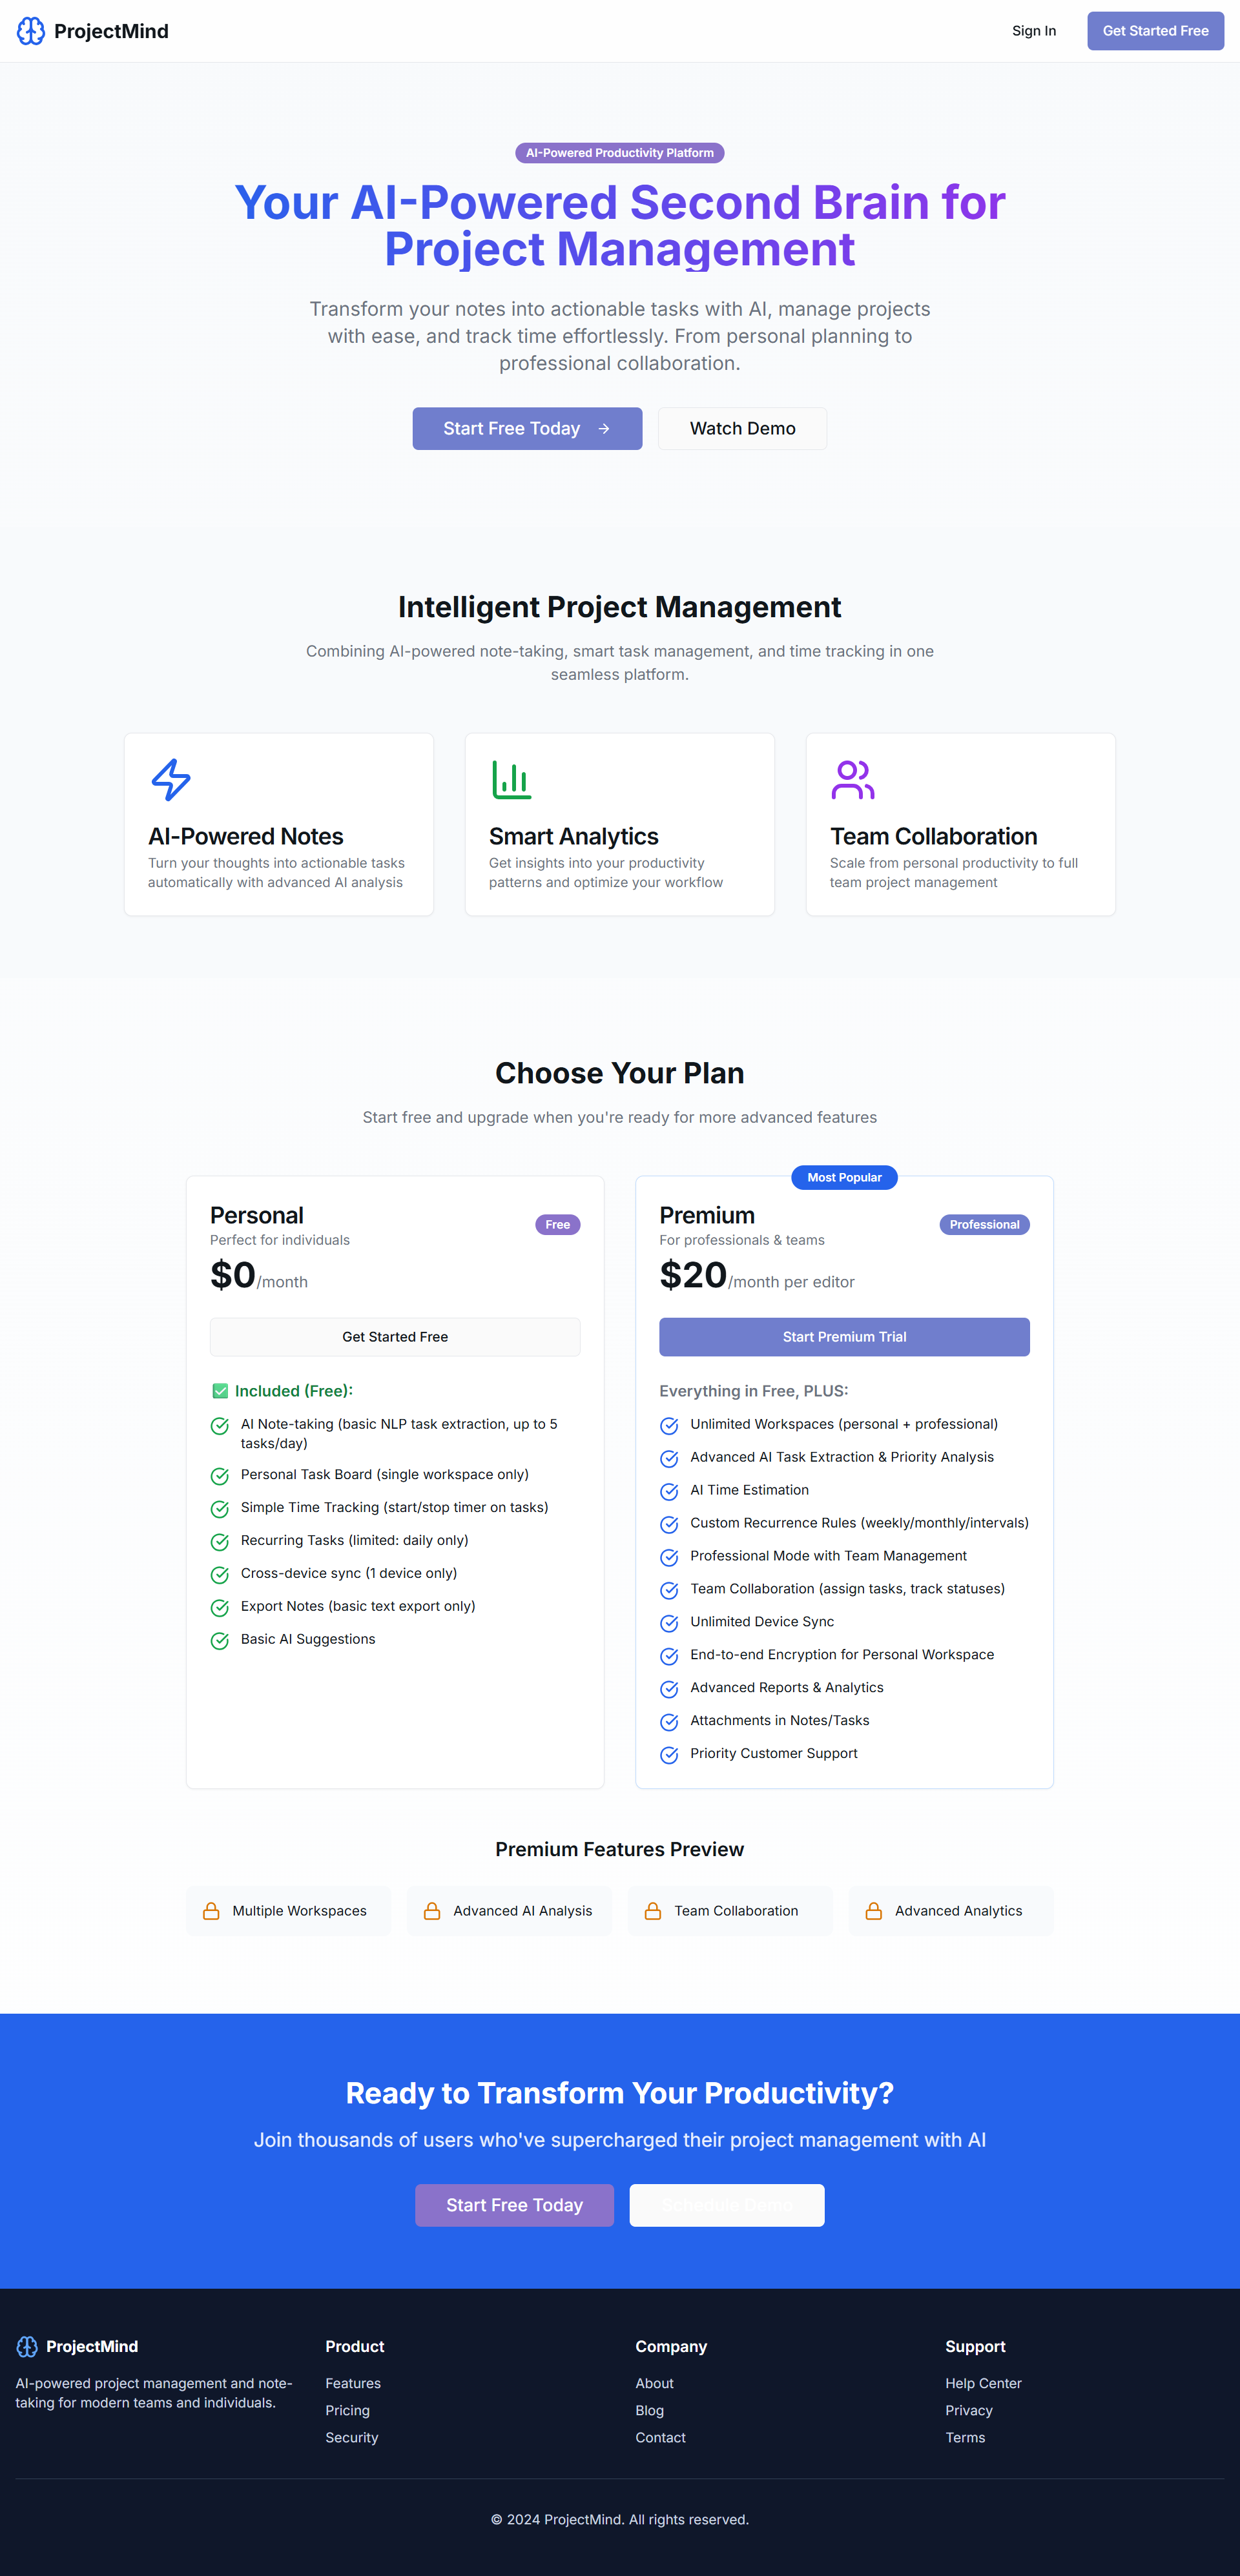 ProjectMind
Sign In
Get Started Free
AI-Powered Productivity Platform
Your AI-Powered Second Brain for
Project Management
Transform your notes into actionable tasks with AI, manage projects
with ease, and track time effortlessly. From personal planning to
professional collaboration.
Start Free Today →
Watch Demo
Intelligent Project Management
Combining AI-powered note-taking, smart task management, and time tracking in one
seamless platform.
AI-Powered Notes
Turn your thoughts into actionable tasks
automatically with advanced AI analysis
Smart Analytics
Get insights into your productivity
patterns and optimize your workflow
Team Collaboration
Scale from personal productivity to full
team project management
Choose Your Plan
Start free and upgrade when you're ready for more advanced features
Personal
Perfect for individuals
Free
$0/month
Get Started Free
✅ Included (Free):
AI Note-taking (basic NLP task extraction, up to 5
tasks/day)
Personal Task Board (single workspace only)
Simple Time Tracking (start/stop timer on tasks)
Recurring Tasks (limited: daily only)
Cross-device sync (1 device only)
Export Notes (basic text export only)
Basic AI Suggestions
Most Popular
Premium
For professionals & teams
Professional
$20/month per editor
Start Premium Trial
Everything in Free, PLUS:
Unlimited Workspaces (personal + professional)
Advanced AI Task Extraction & Priority Analysis
AI Time Estimation
Custom Recurrence Rules (weekly/monthly/intervals)
Professional Mode with Team Management
Team Collaboration (assign tasks, track statuses)
Unlimited Device Sync
End-to-end Encryption for Personal Workspace
Advanced Reports & Analytics
Attachments in Notes/Tasks
Priority Customer Support
Premium Features Preview
Multiple Workspaces
Advanced AI Analysis
Team Collaboration
Advanced Analytics
Ready to Transform Your Productivity?
Join thousands of users who've supercharged their project management with AI
Start Free Today
Schedule Demo
ProjectMind
AI-powered project management and note-
taking for modern teams and individuals.
Product
Features
Pricing
Security
Company
About
Blog
Contact
Support
Help Center
Privacy
Terms
© 2024 ProjectMind. All rights reserved.